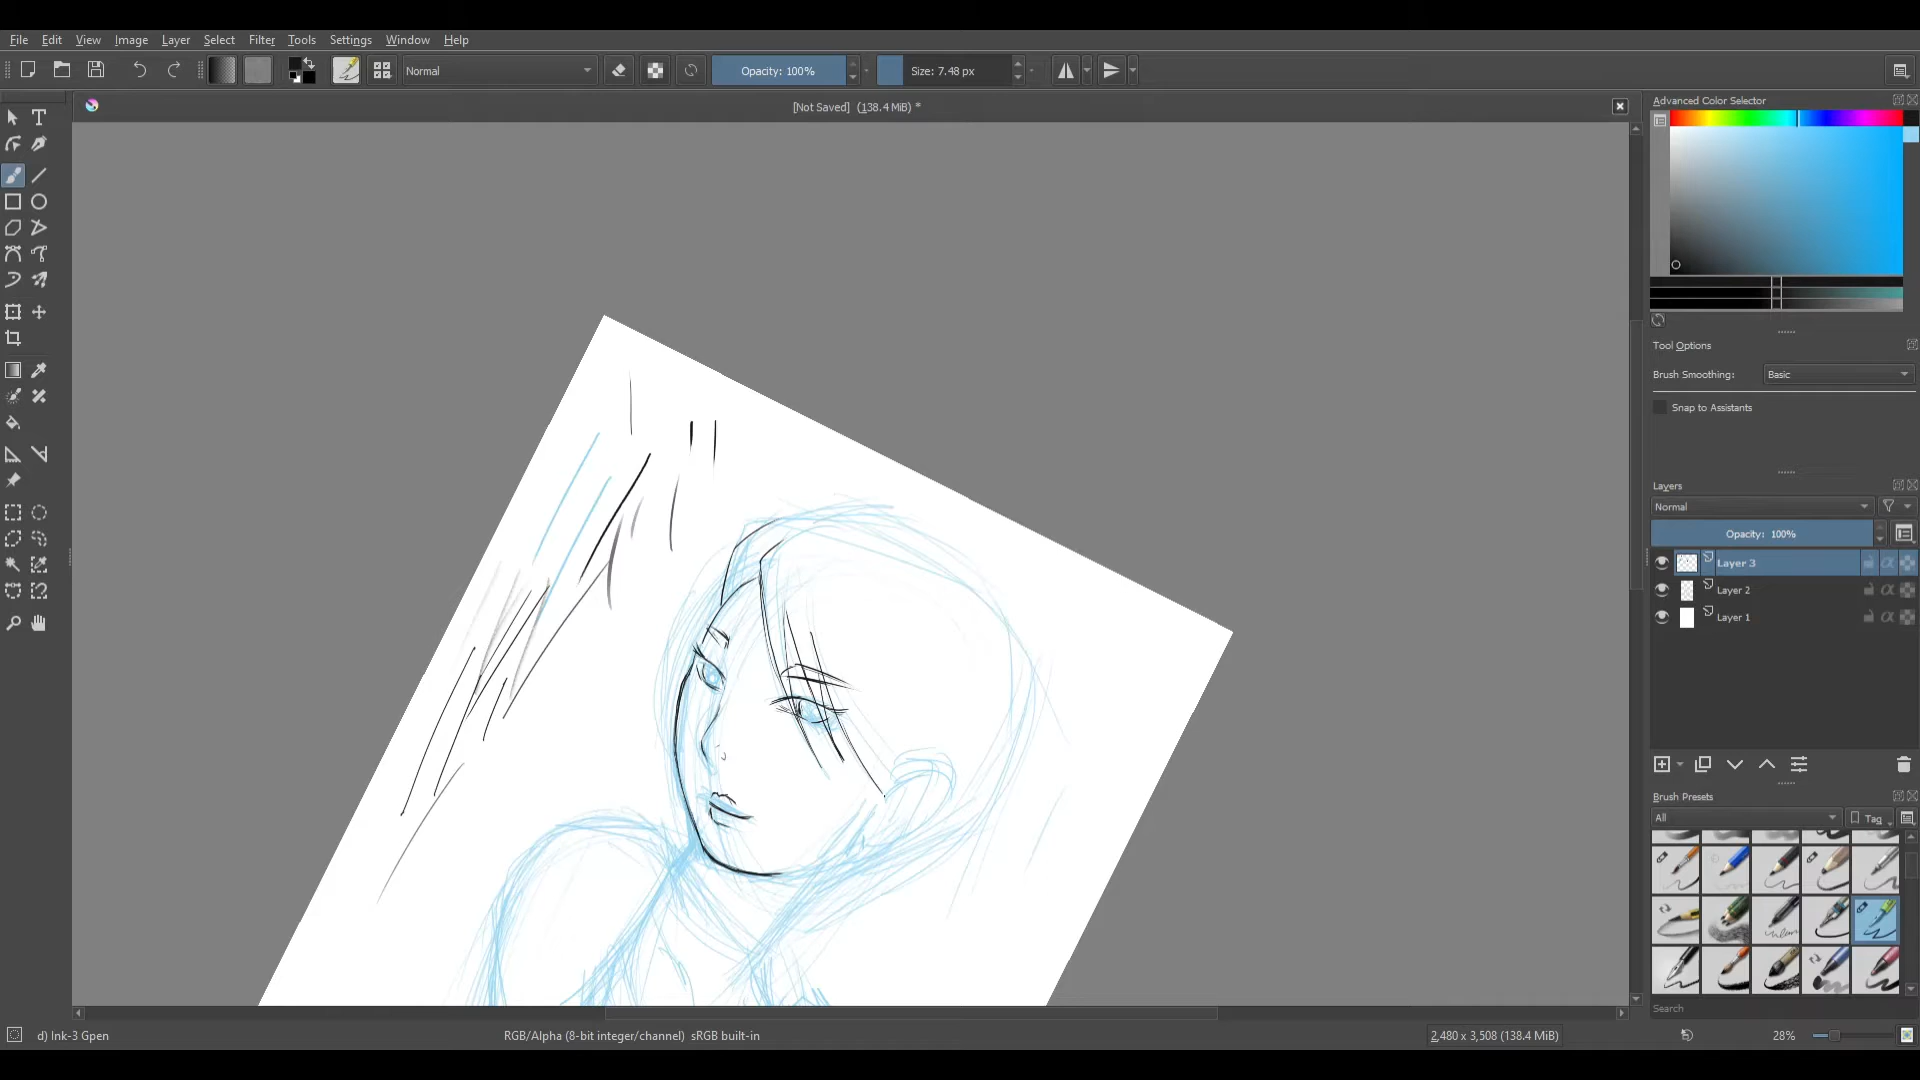 File Edit View Image Layer Select Filter Tools Settings Window Help
Normal Opacity: 100% Size: 7.48 px
[Not Saved] (138.4 MiB) *
Advanced Color Selector
Tool Options
Brush Smoothing: Basic
Snap to Assistants
Layers
Normal
Opacity: 100%
Layer 3
Layer 2
Layer 1
Brush Presets
All Tag
Search
d) Ink-3 Gpen RGB/Alpha (8-bit integer/channel) sRGB built-in 2,480 x 3,508 (138.4 MiB) 28%